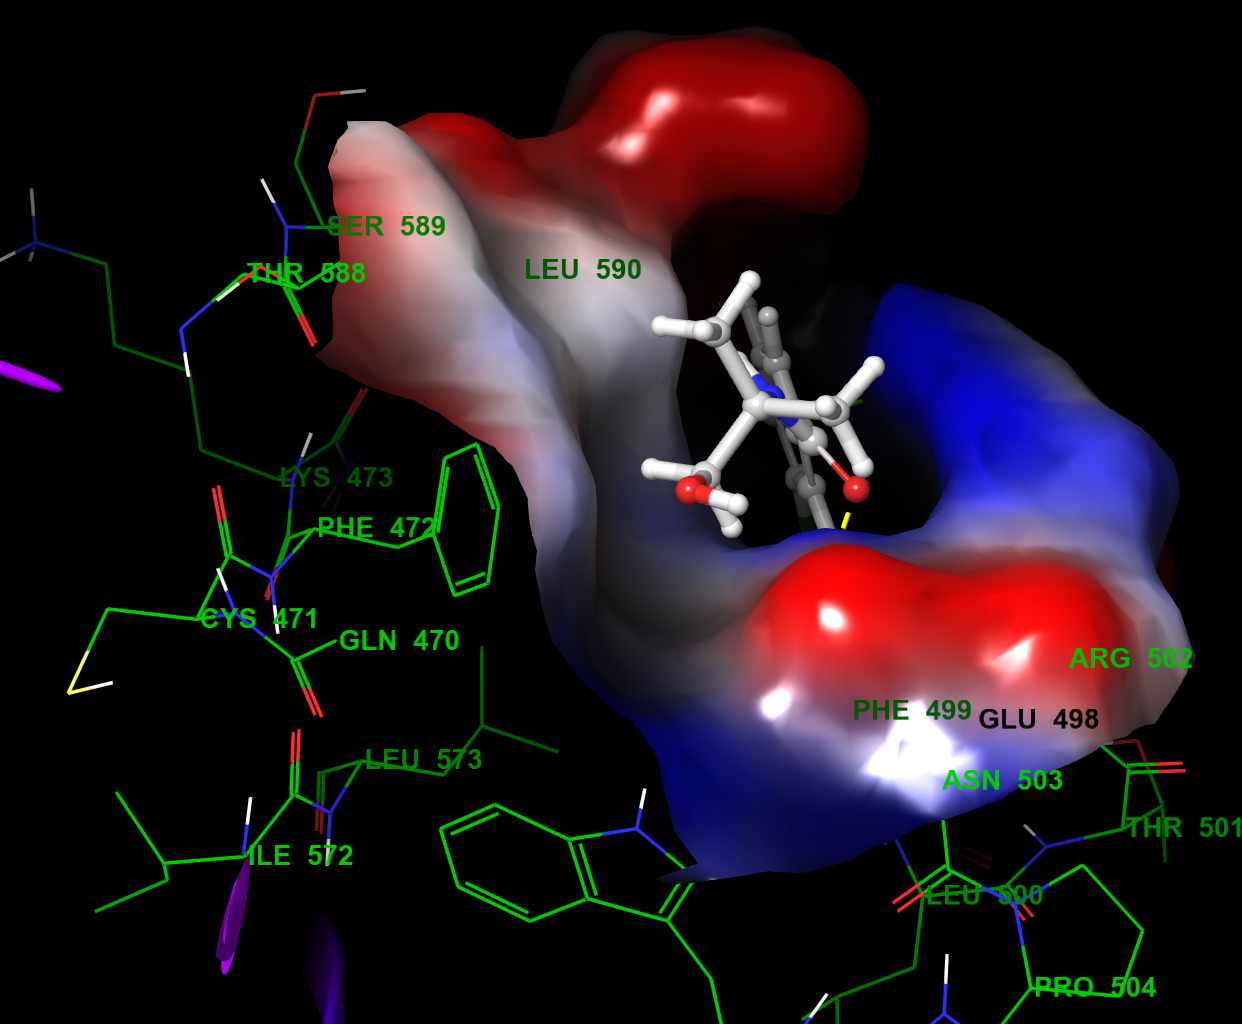 SER 589
THR 588
LEU 590
LYS 473
PHE 472
CYS 471
GLN 470
ARG 502
PHE 499
GLU 498
LEU 573
ASN 503
THR 501
ILE 572
LEU 500
PRO 504